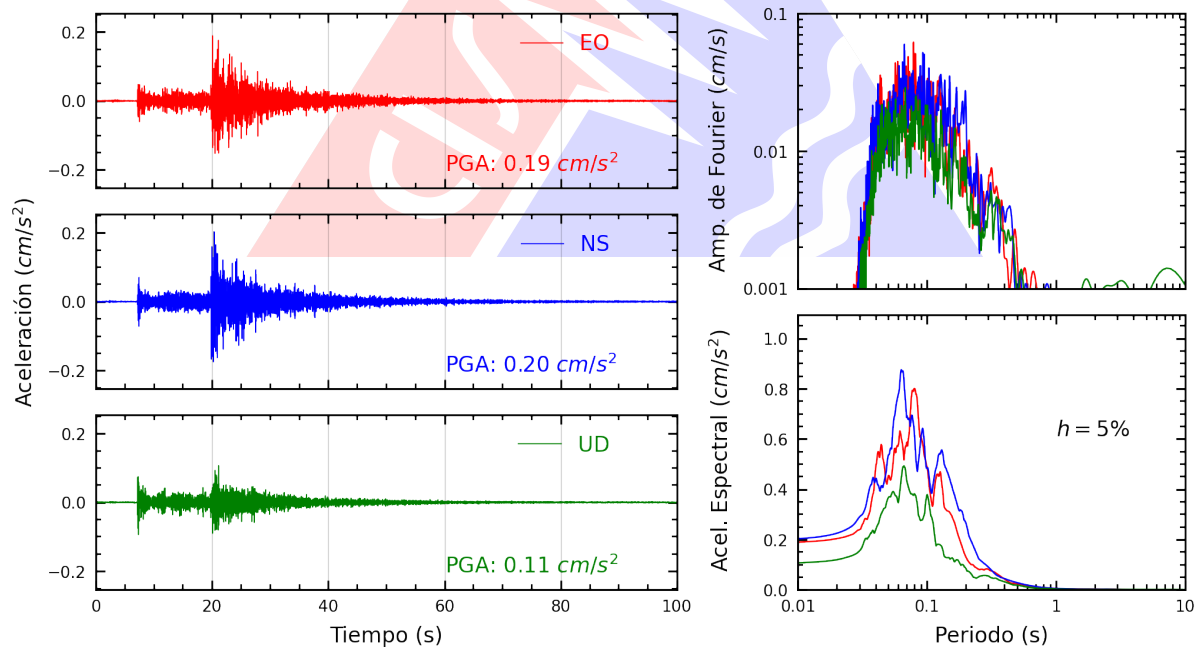 Aceleración (cm/s²)
0.2
0.0
−0.2
EO
PGA: 0.19 cm/s²
0.2
0.0
−0.2
NS
PGA: 0.20 cm/s²
0.2
0.0
−0.2
UD
PGA: 0.11 cm/s²
0 20 40 60 80 100
Tiempo (s)
Amp. de Fourier (cm/s)
0.1
0.01
0.001
Acel. Espectral (cm/s²)
1.0
0.8
0.6
0.4
0.2
0.0
h = 5%
0.01 0.1 1 10
Periodo (s)